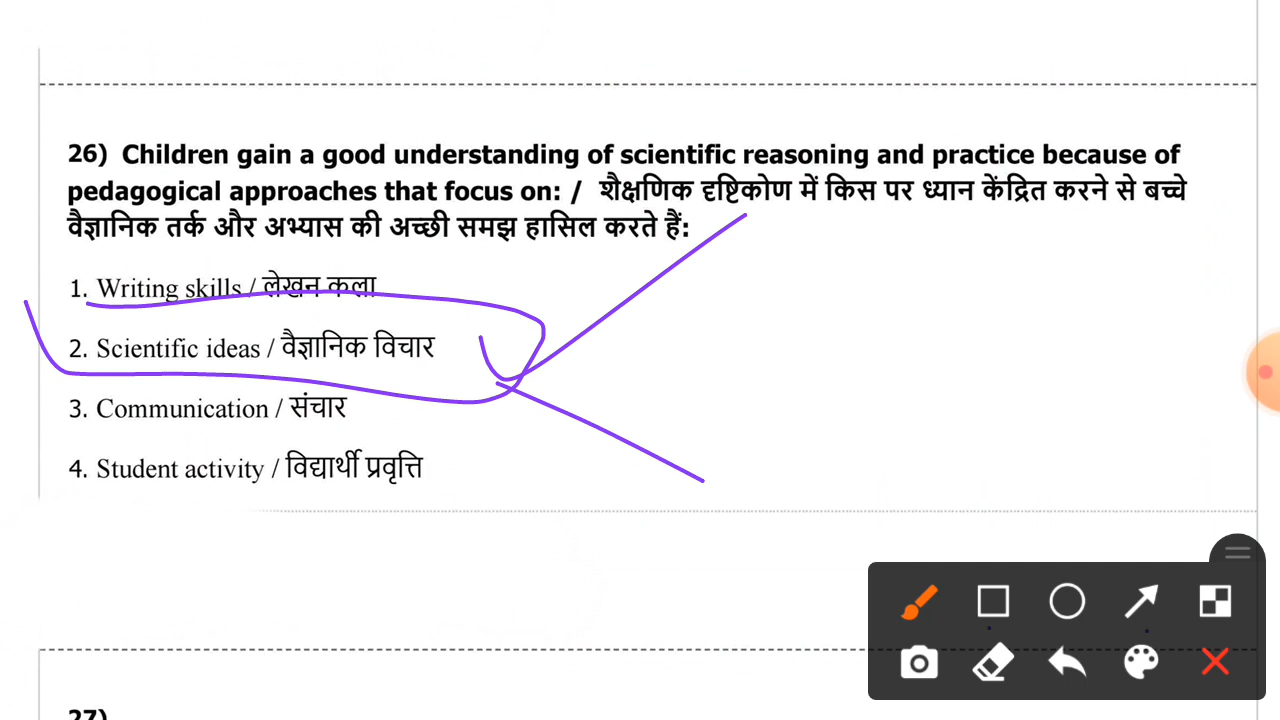 26) Children gain a good understanding of scientific reasoning and practice because of
pedagogical approaches that focus on: / शैक्षणिक दृष्टिकोण में किस पर ध्यान केंद्रित करने से बच्चे
वैज्ञानिक तर्क और अभ्यास की अच्छी समझ हासिल करते हैं:
1. Writing skills / लेखन कला
2. Scientific ideas / वैज्ञानिक विचार
3. Communication / संचार
4. Student activity / विद्यार्थी प्रवृत्ति
27)